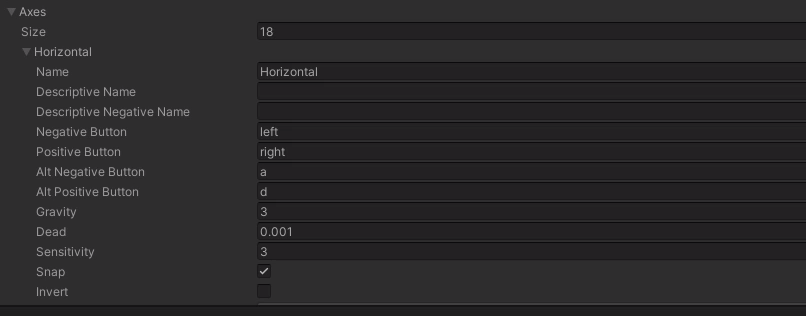 Axes
Size 18
Horizontal
Name Horizontal
Descriptive Name
Descriptive Negative Name
Negative Button left
Positive Button right
Alt Negative Button a
Alt Positive Button d
Gravity 3
Dead 0.001
Sensitivity 3
Snap
Invert